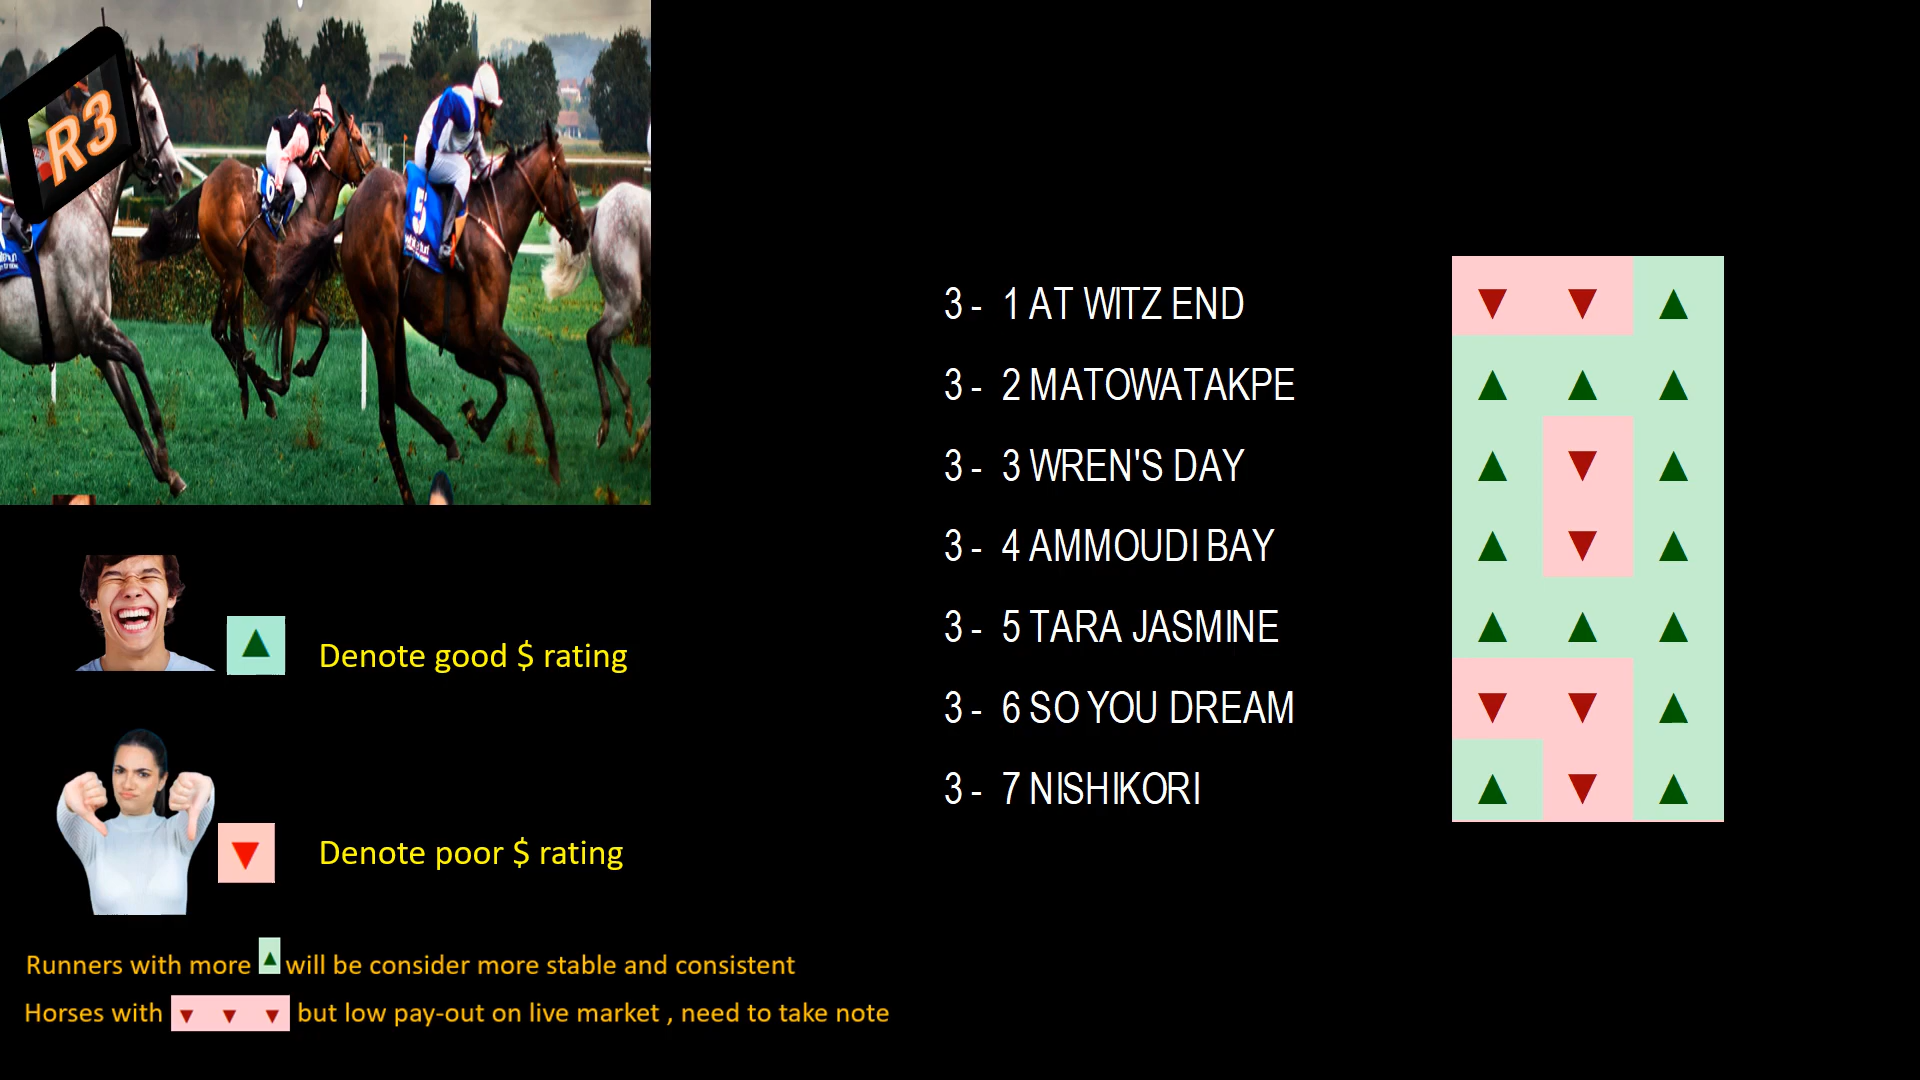 R3
6
5
3 - 1 AT WITZ END ▼ ▼ ▲
3 - 2 MATOWATAKPE ▲ ▲ ▲
3 - 3 WREN'S DAY ▲ ▼ ▲
3 - 4 AMMOUDI BAY ▲ ▼ ▲
3 - 5 TARA JASMINE ▲ ▲ ▲
3 - 6 SO YOU DREAM ▼ ▼ ▲
3 - 7 NISHIKORI ▲ ▼ ▲
▲ Denote good $ rating
▼ Denote poor $ rating
Runners with more ▲ will be consider more stable and consistent
Horses with ▼ ▼ ▼ but low pay-out on live market , need to take note